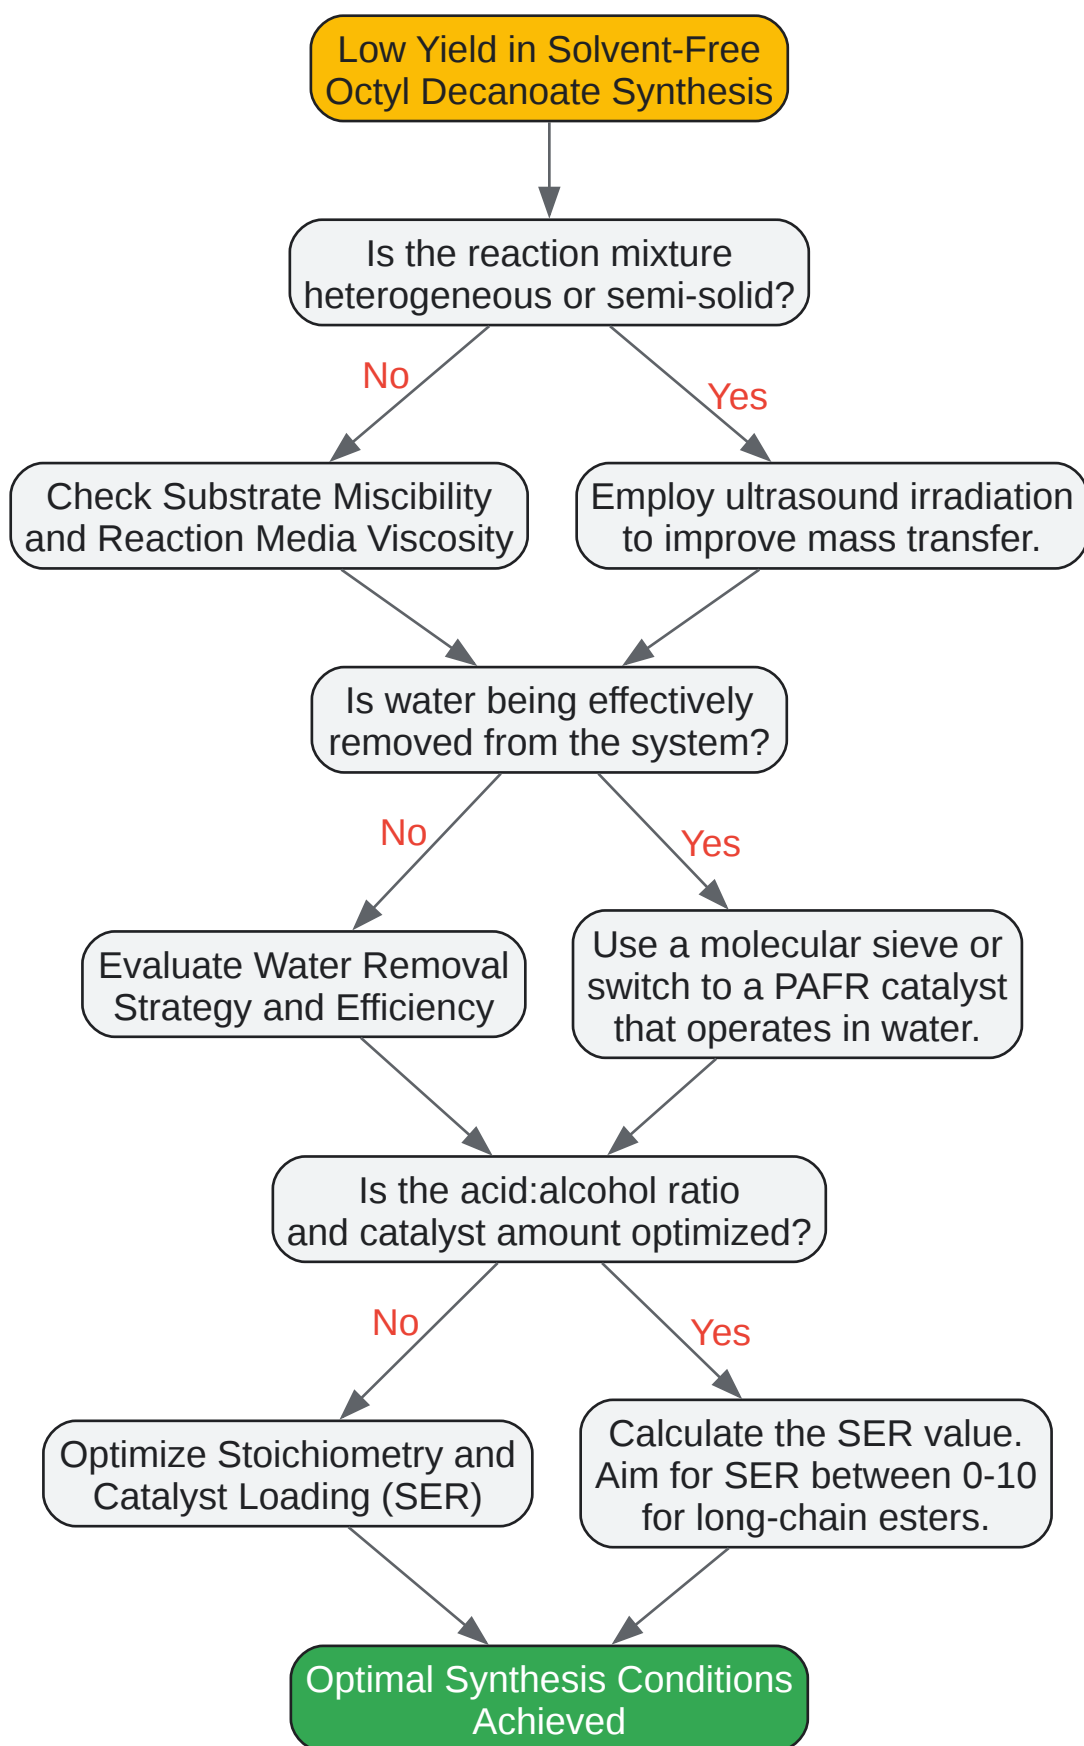 Low Yield in Solvent-Free
Octyl Decanoate Synthesis
Is the reaction mixture
heterogeneous or semi-solid?
No
Yes
Check Substrate Miscibility
and Reaction Media Viscosity
Employ ultrasound irradiation
to improve mass transfer.
Is water being effectively
removed from the system?
No
Yes
Evaluate Water Removal
Strategy and Efficiency
Use a molecular sieve or
switch to a PAFR catalyst
that operates in water.
Is the acid:alcohol ratio
and catalyst amount optimized?
No
Yes
Optimize Stoichiometry and
Catalyst Loading (SER)
Calculate the SER value.
Aim for SER between 0-10
for long-chain esters.
Optimal Synthesis Conditions
Achieved